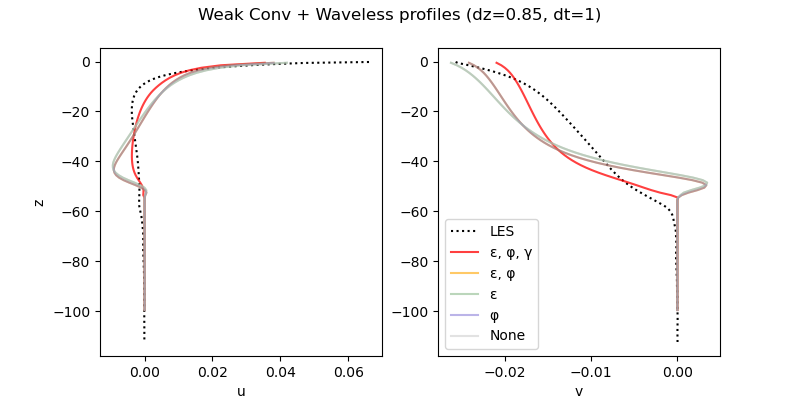 Weak Conv + Waveless profiles (dz=0.85, dt=1)
0
−20
−40
−60
−80
−100
z
0.00
0.02
0.04
0.06
u
0
−20
−40
−60
−80
−100
LES
ε, φ, γ
ε, φ
ε
φ
None
−0.02
−0.01
0.00
v